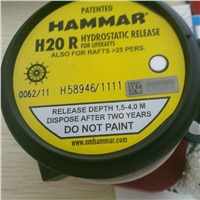 PATENTED
HAMMAR
H20 R HYDROSTATIC RELEASE
FOR LIFERAFTS
ALSO FOR RAFTS >25 PERS.
0062/11 H58946/1111
RELEASE DEPTH 1,5-4,0 M
DISPOSE AFTER TWO YEARS
DO NOT PAINT
www.cmhammar.com